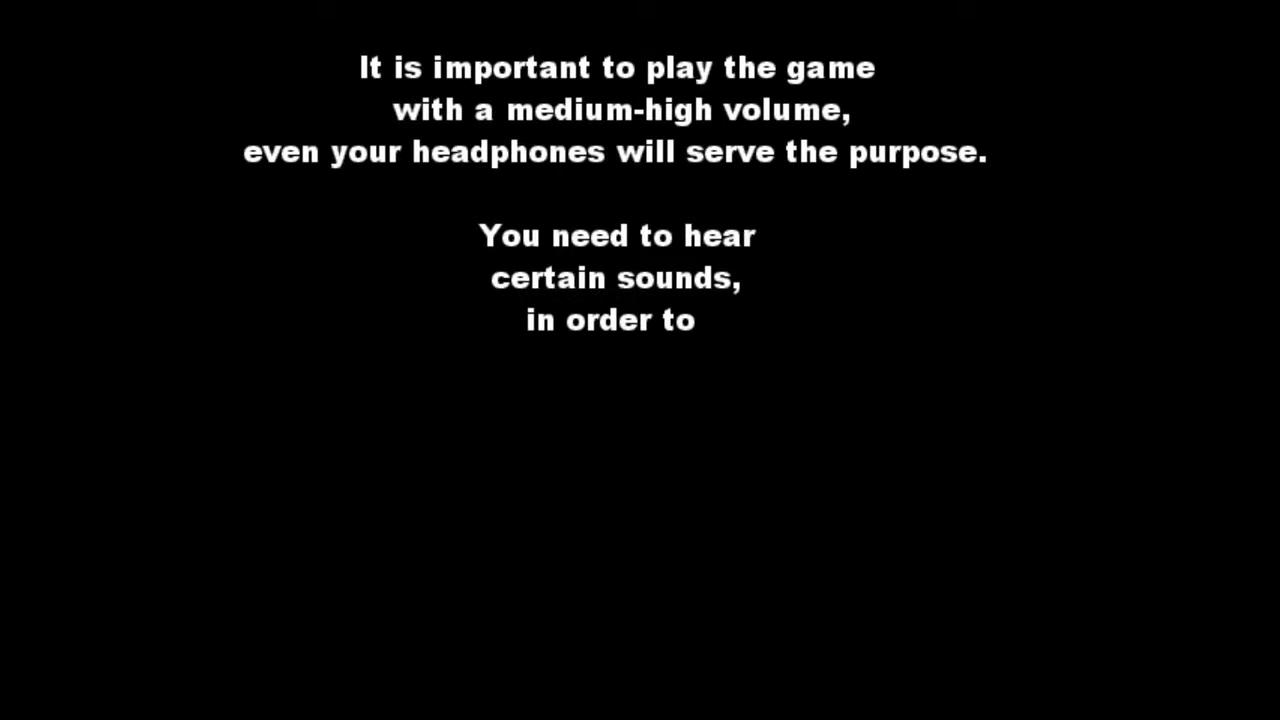 It is important to play the game
with a medium-high volume,
even your headphones will serve the purpose.
You need to hear
certain sounds,
in order to